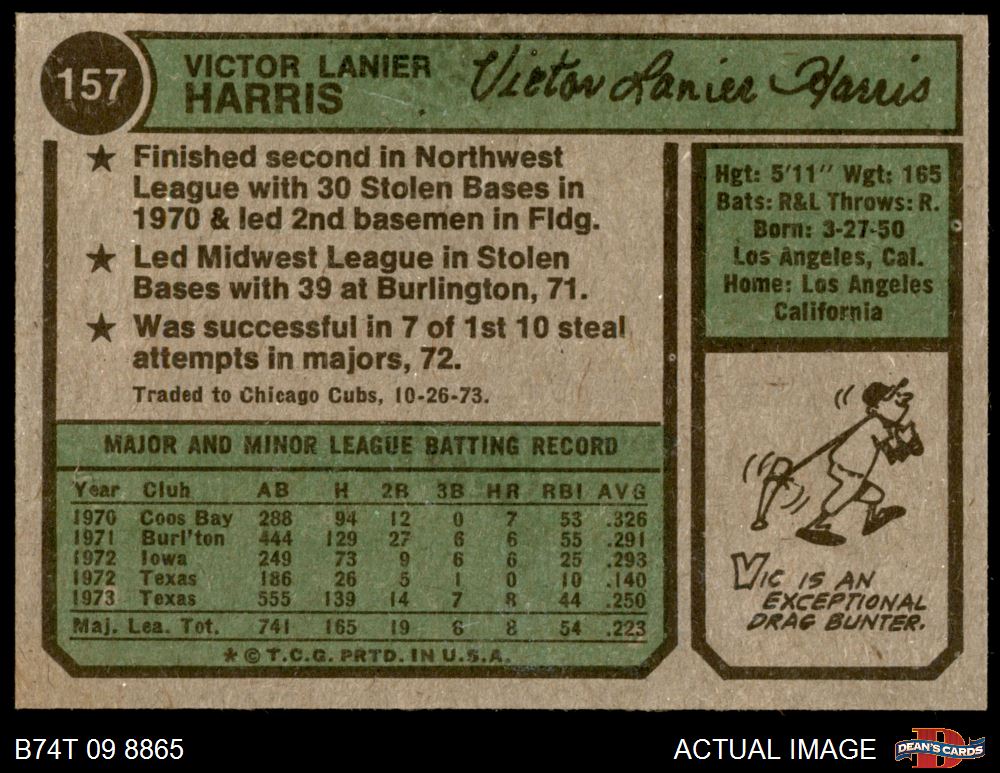 157
VICTOR LANIER
HARRIS
Victor Lanier Harris
★ Finished second in Northwest
League with 30 Stolen Bases in
1970 & led 2nd basemen in Fldg.
★ Led Midwest League in Stolen
Bases with 39 at Burlington, 71.
★ Was successful in 7 of 1st 10 steal
attempts in majors, 72.
Traded to Chicago Cubs, 10-26-73.
Hgt: 5'11" Wgt: 165
Bats: R&L Throws: R.
Born: 3-27-50
Los Angeles, Cal.
Home: Los Angeles
California
MAJOR AND MINOR LEAGUE BATTING RECORD
Year Club AB H 2B 3B HR RBI AVG
1970 Coos Bay 288 94 12 0 7 53 .326
1971 Burl'ton 444 129 27 6 6 55 .291
1972 Iowa 249 73 9 6 6 25 .293
1972 Texas 186 26 5 1 0 10 .140
1973 Texas 555 139 14 7 8 44 .250
Maj. Lea. Tot. 741 165 19 8 8 54 .223
★ © T.C.G. PRTD. IN U.S.A.
VIC IS AN
EXCEPTIONAL
DRAG BUNTER.
B74T 09 8865
ACTUAL IMAGE
DEAN'S CARDS